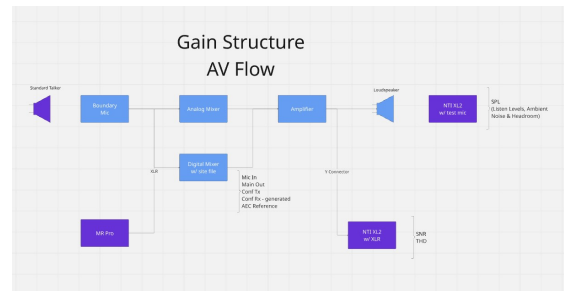 Gain Structure
AV Flow
Standard Talker
Boundary
Mic
Analog Mixer
Amplifier
Loudspeaker
NTI XL2
w/ test mic
SPL
(Listen Levels, Ambient
Noise & Headroom)
XLR
Digital Mixer
w/ site file
Mic In
Main Out
Conf Tx
Conf Rx - generated
AEC Reference
Y-Connector
MR Pro
NTI XL2
w/ XLR
SNR
THD